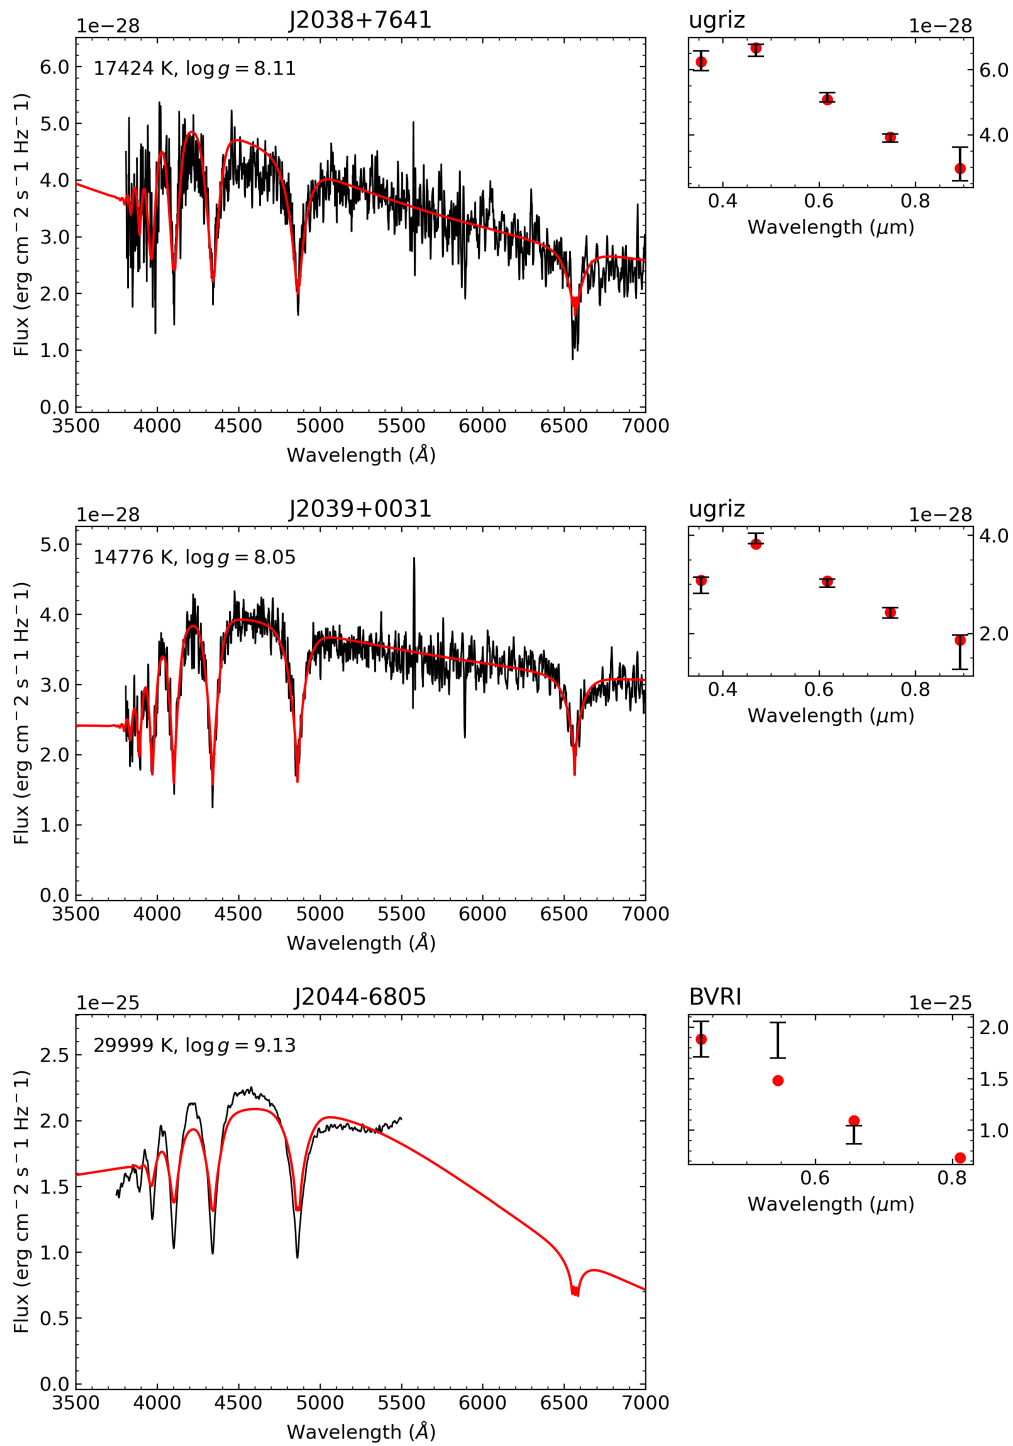 1e−28
J2038+7641
ugriz
1e−28
17424 K, log g = 8.11
6.0
5.0
4.0
3.0
2.0
1.0
0.0
Flux (erg cm−2 s−1 Hz−1)
3500 4000 4500 5000 5500 6000 6500 7000
Wavelength (Å)
6.0
4.0
0.4 0.6 0.8
Wavelength (μm)
1e−28
J2039+0031
ugriz
1e−28
14776 K, log g = 8.05
5.0
4.0
3.0
2.0
1.0
0.0
Flux (erg cm−2 s−1 Hz−1)
3500 4000 4500 5000 5500 6000 6500 7000
Wavelength (Å)
4.0
2.0
0.4 0.6 0.8
Wavelength (μm)
1e−25
J2044-6805
BVRI
1e−25
29999 K, log g = 9.13
2.5
2.0
1.5
1.0
0.5
0.0
Flux (erg cm−2 s−1 Hz−1)
3500 4000 4500 5000 5500 6000 6500 7000
Wavelength (Å)
2.0
1.5
1.0
0.6 0.8
Wavelength (μm)